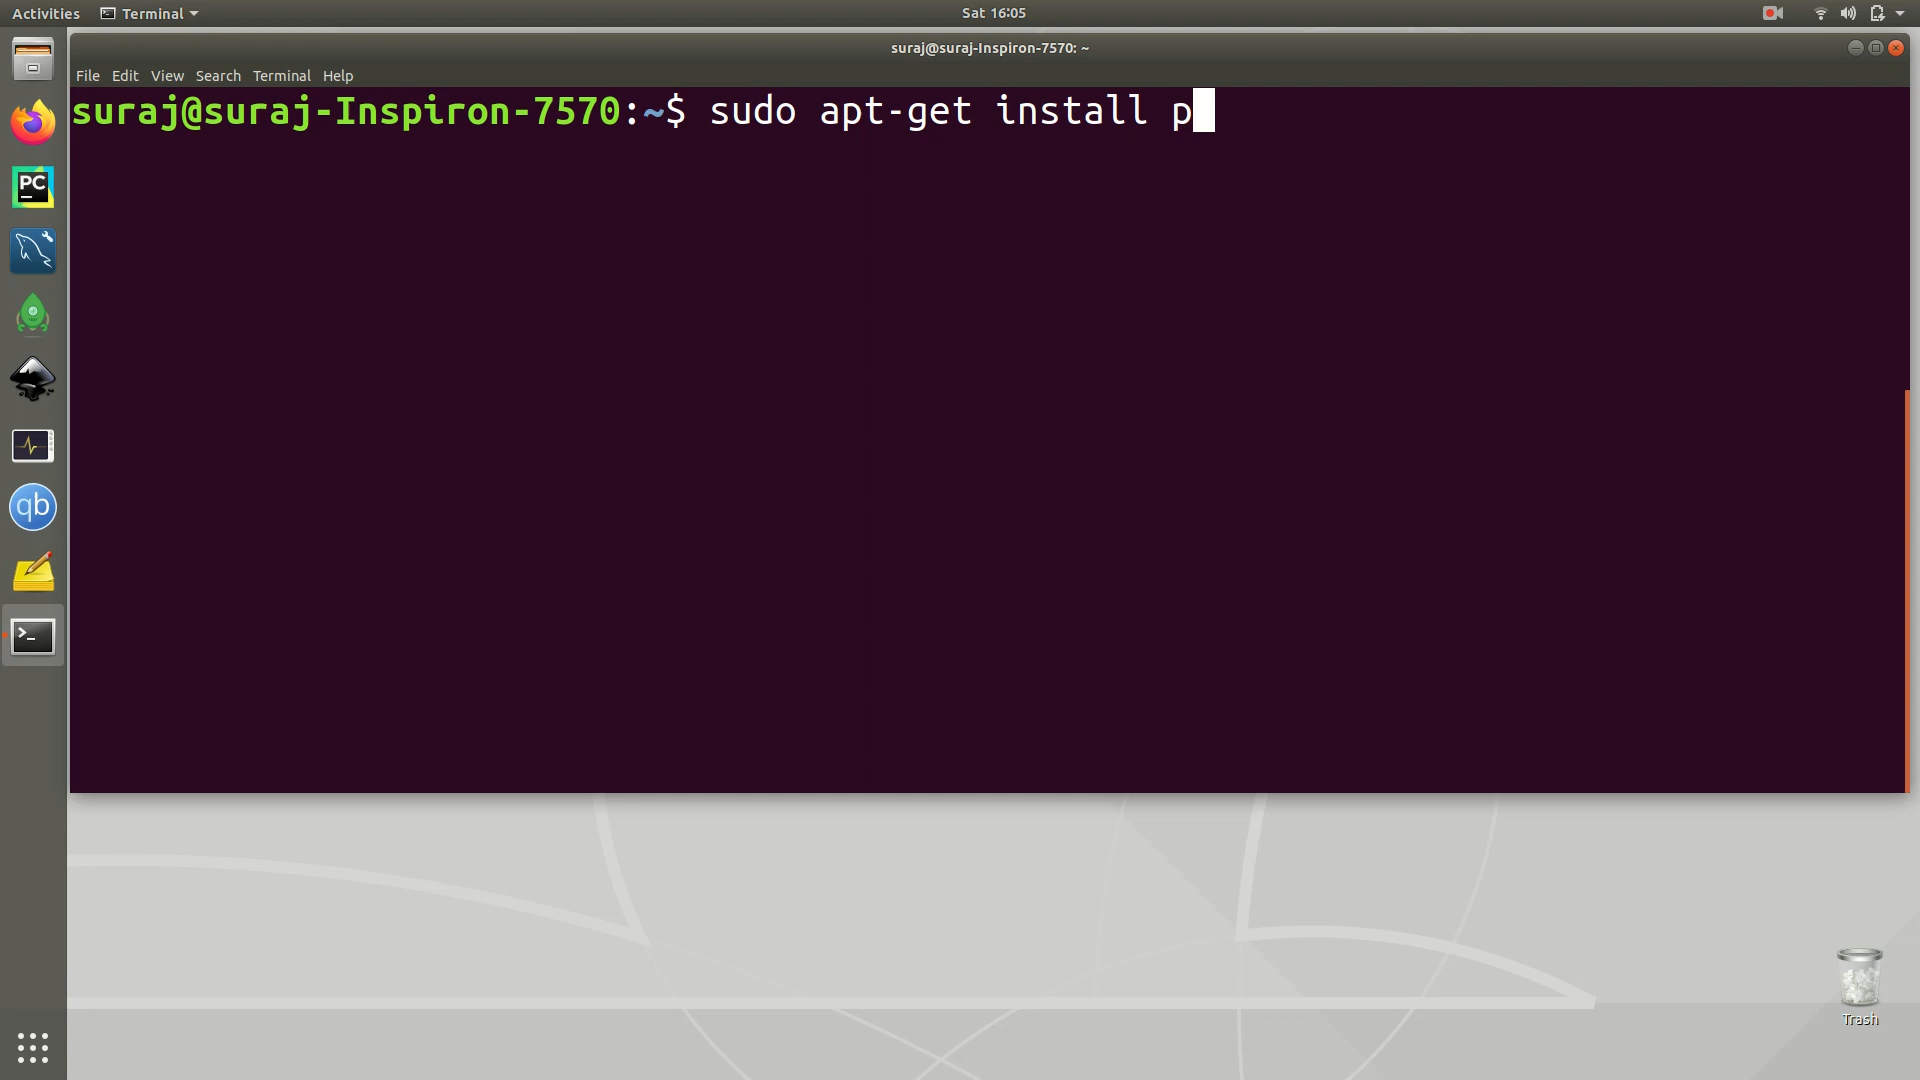 Activities Terminal Sat 16:05
suraj@suraj-Inspiron-7570: ~
File Edit View Search Terminal Help
suraj@suraj-Inspiron-7570:~$ sudo apt-get install p
PC
qb
>_
Trash